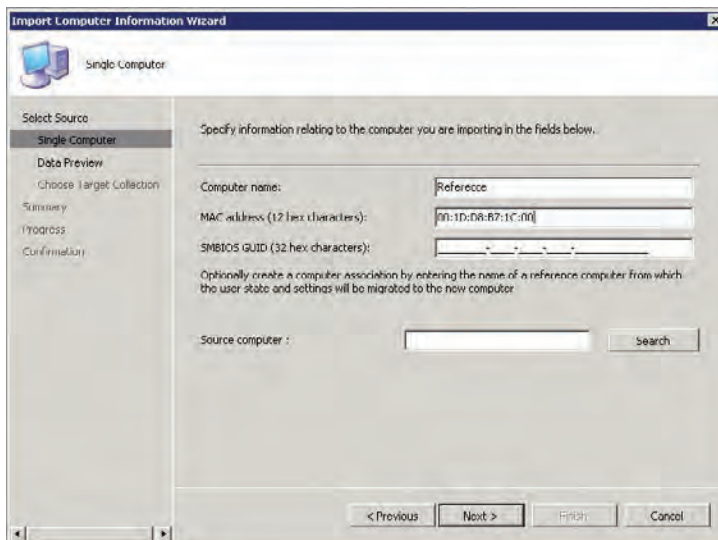 Import Computer Information Wizard
Single Computer
Select Source
Single Computer
Data Preview
Choose Target Collection
Summary
Progress
Confirmation
Specify information relating to the computer you are importing in the fields below.
Computer name: Referecce
MAC address (12 hex characters): 00:1D:D8:B7:1C:00
SMBIOS GUID (32 hex characters):
Optionally create a computer association by entering the name of a reference computer from which
the user state and settings will be migrated to the new computer
Source computer :
Search
< Previous
Next >
Finish
Cancel